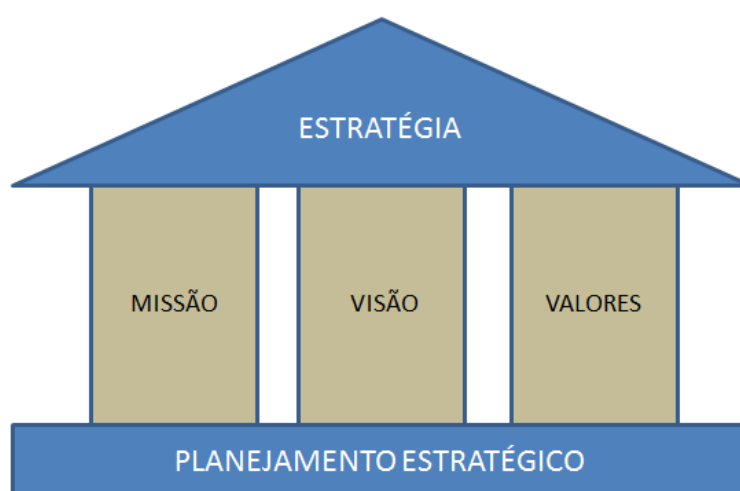 ESTRATÉGIA
MISSÃO
VISÃO
VALORES
PLANEJAMENTO ESTRATÉGICO